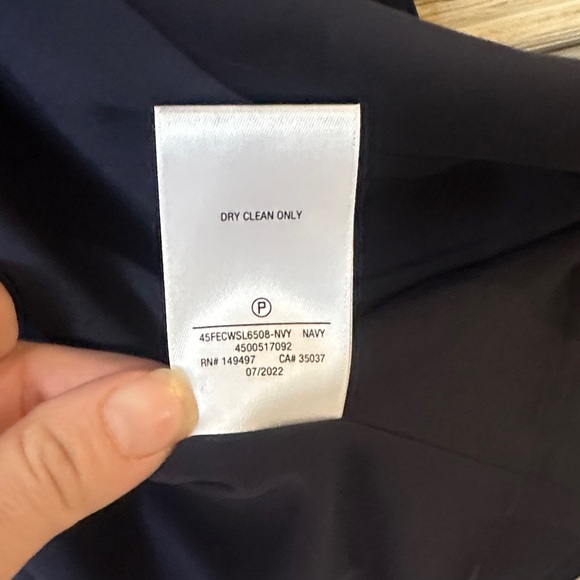 DRY CLEAN ONLY
P
45FECWSL6508-NVY NAVY
4500517092
RN# 149497 CA# 35037
07/2022